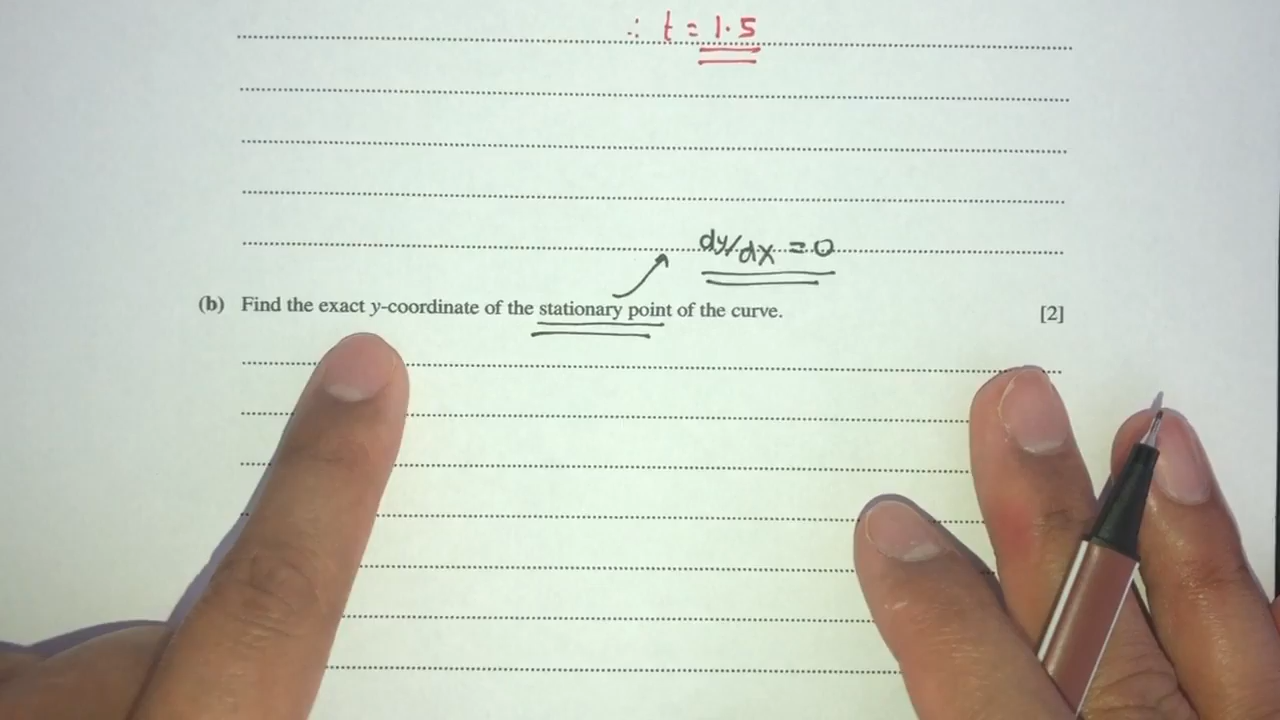 ∴ t = 1.5
dy/dx = 0
(b) Find the exact y-coordinate of the stationary point of the curve. [2]